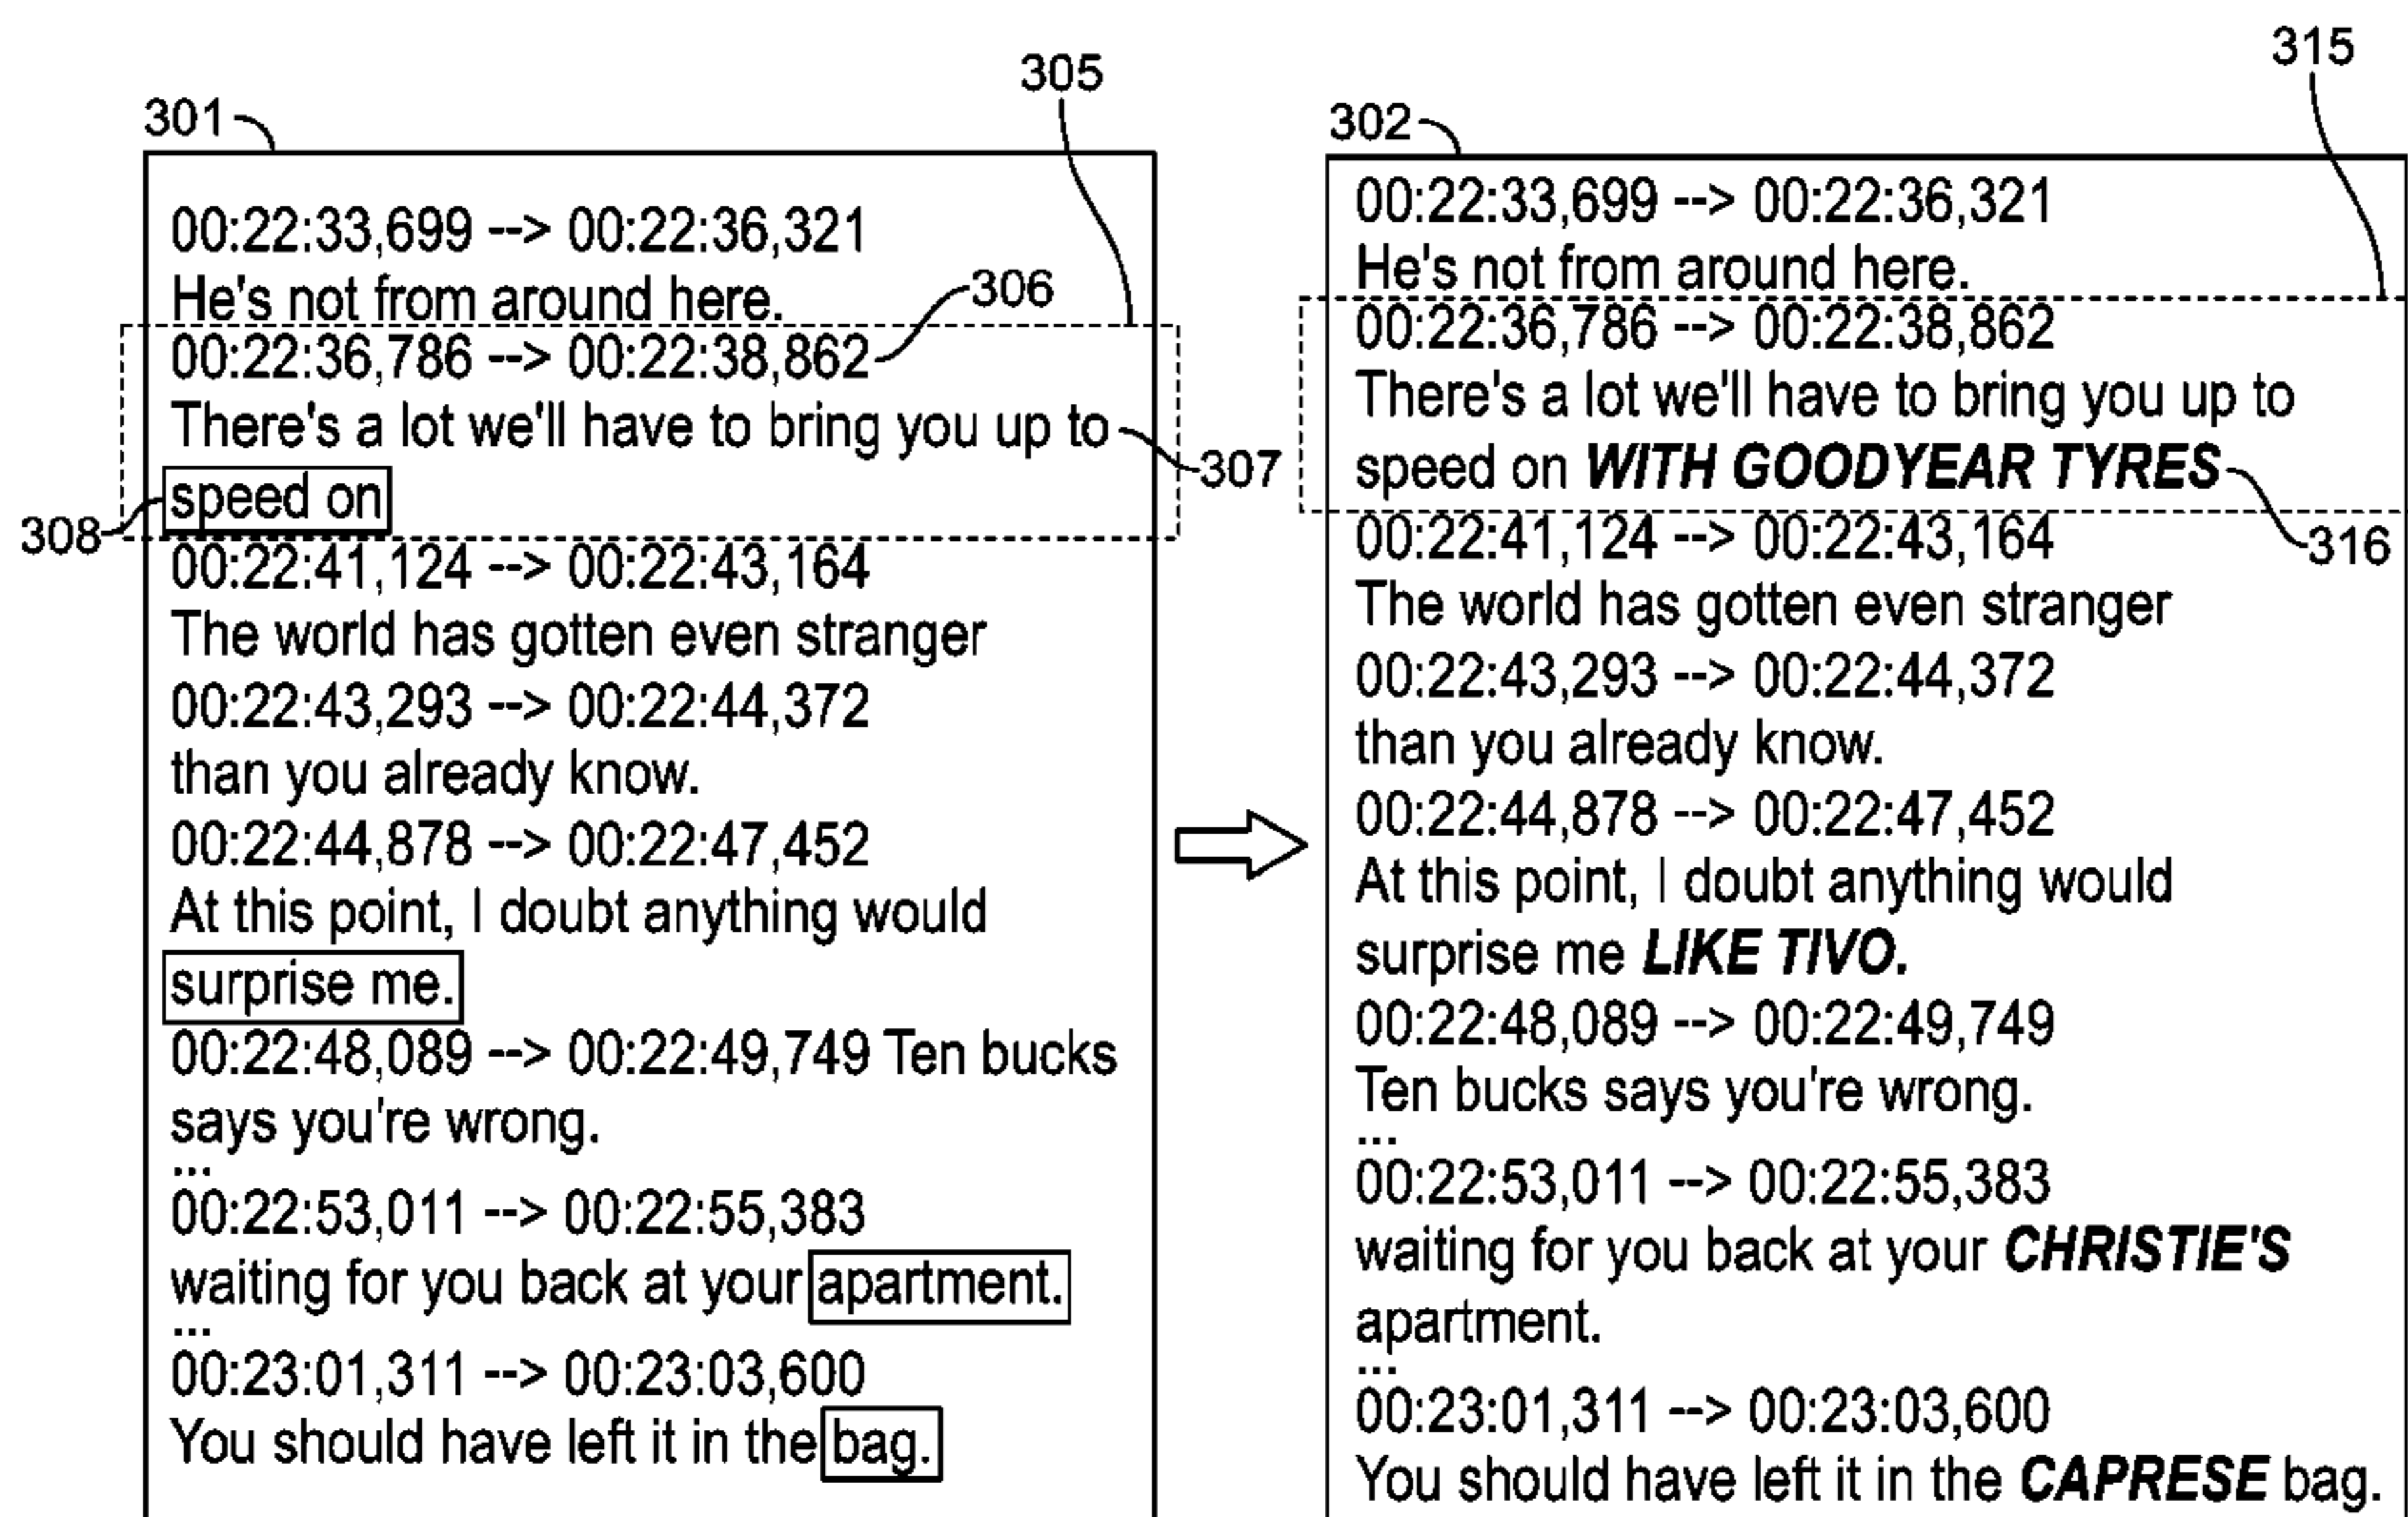 301
305
00:22:33,699 --> 00:22:36,321
He's not from around here.
306
00:22:36,786 --> 00:22:38,862
There's a lot we'll have to bring you up to
307
speed on
308
00:22:41,124 --> 00:22:43,164
The world has gotten even stranger
00:22:43,293 --> 00:22:44,372
than you already know.
00:22:44,878 --> 00:22:47,452
At this point, I doubt anything would
surprise me.
00:22:48,089 --> 00:22:49,749 Ten bucks
says you're wrong.
...
00:22:53,011 --> 00:22:55,383
waiting for you back at your apartment.
...
00:23:01,311 --> 00:23:03,600
You should have left it in the bag.
302
315
00:22:33,699 --> 00:22:36,321
He's not from around here.
00:22:36,786 --> 00:22:38,862
There's a lot we'll have to bring you up to
speed on WITH GOODYEAR TYRES
316
00:22:41,124 --> 00:22:43,164
The world has gotten even stranger
00:22:43,293 --> 00:22:44,372
than you already know.
00:22:44,878 --> 00:22:47,452
At this point, I doubt anything would
surprise me LIKE TIVO.
00:22:48,089 --> 00:22:49,749
Ten bucks says you're wrong.
...
00:22:53,011 --> 00:22:55,383
waiting for you back at your CHRISTIE'S
apartment.
...
00:23:01,311 --> 00:23:03,600
You should have left it in the CAPRESE bag.